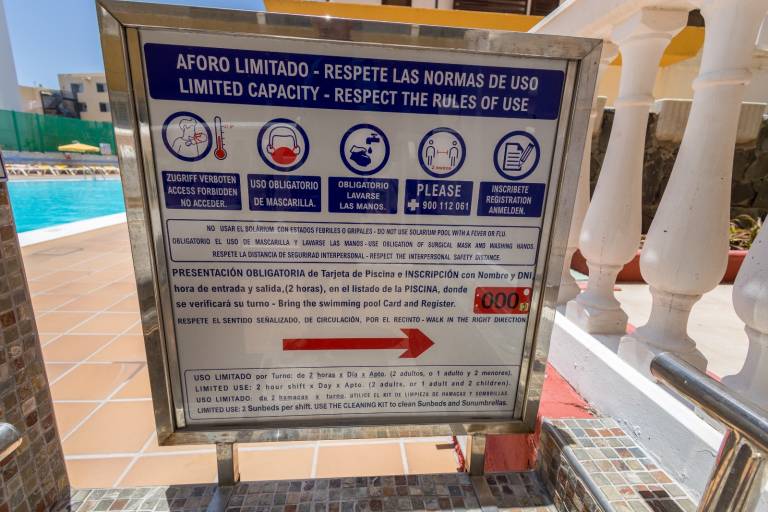 AFORO LIMITADO - RESPETE LAS NORMAS DE USO
LIMITED CAPACITY - RESPECT THE RULES OF USE
ZUGRIFF VERBOTEN
ACCESS FORBIDDEN
NO ACCEDER.
USO OBLIGATORIO
DE MASCARILLA.
OBLIGATORIO
LAVARSE
LAS MANOS.
PLEASE
900 112 061
INSCRIBETE
REGISTRATION
ANMELDEN.
NO USAR EL SOLÁRIUM CON ESTADOS FEBRILES O GRIPALES - DO NOT USE SOLARIUM POOL WITH A FEVER OR FLU.
OBLIGATORIO EL USO DE MASCARILLA Y LAVARSE LAS MANOS - USE OBLIGATION OF SURGICAL MASK AND WASHING HANDS.
RESPETE LA DISTANCIA DE SEGURIDAD INTERPERSONAL - RESPECT THE INTERPERSONAL SAFETY DISTANCE.
PRESENTACIÓN OBLIGATORIA de Tarjeta de Piscina e INSCRIPCIÓN con Nombre y DNI
hora de entrada y salida,(2 horas), en el listado de la PISCINA, donde
se verificará su turno - Bring the swimming pool Card and Register.
000
RESPETE EL SENTIDO SEÑALIZADO, DE CIRCULACIÓN, POR EL RECINTO - WALK IN THE RIGHT DIRECTION
USO LIMITADO por Turno: de 2 horas x Día x Apto. (2 adultos, o 1 adulto y 2 menores).
LIMITED USE: 2 hour shift x Day x Apto. (2 adults, or 1 adult and 2 children).
USO LIMITADO: de 2 hamacas x turno. UTILICE EL KIT DE LIMPIEZA DE HAMACAS Y SOMBRILLAS.
LIMITED USE: 2 Sunbeds per shift. USE THE CLEANING KIT to clean Sunbeds and Sunumbrellas.